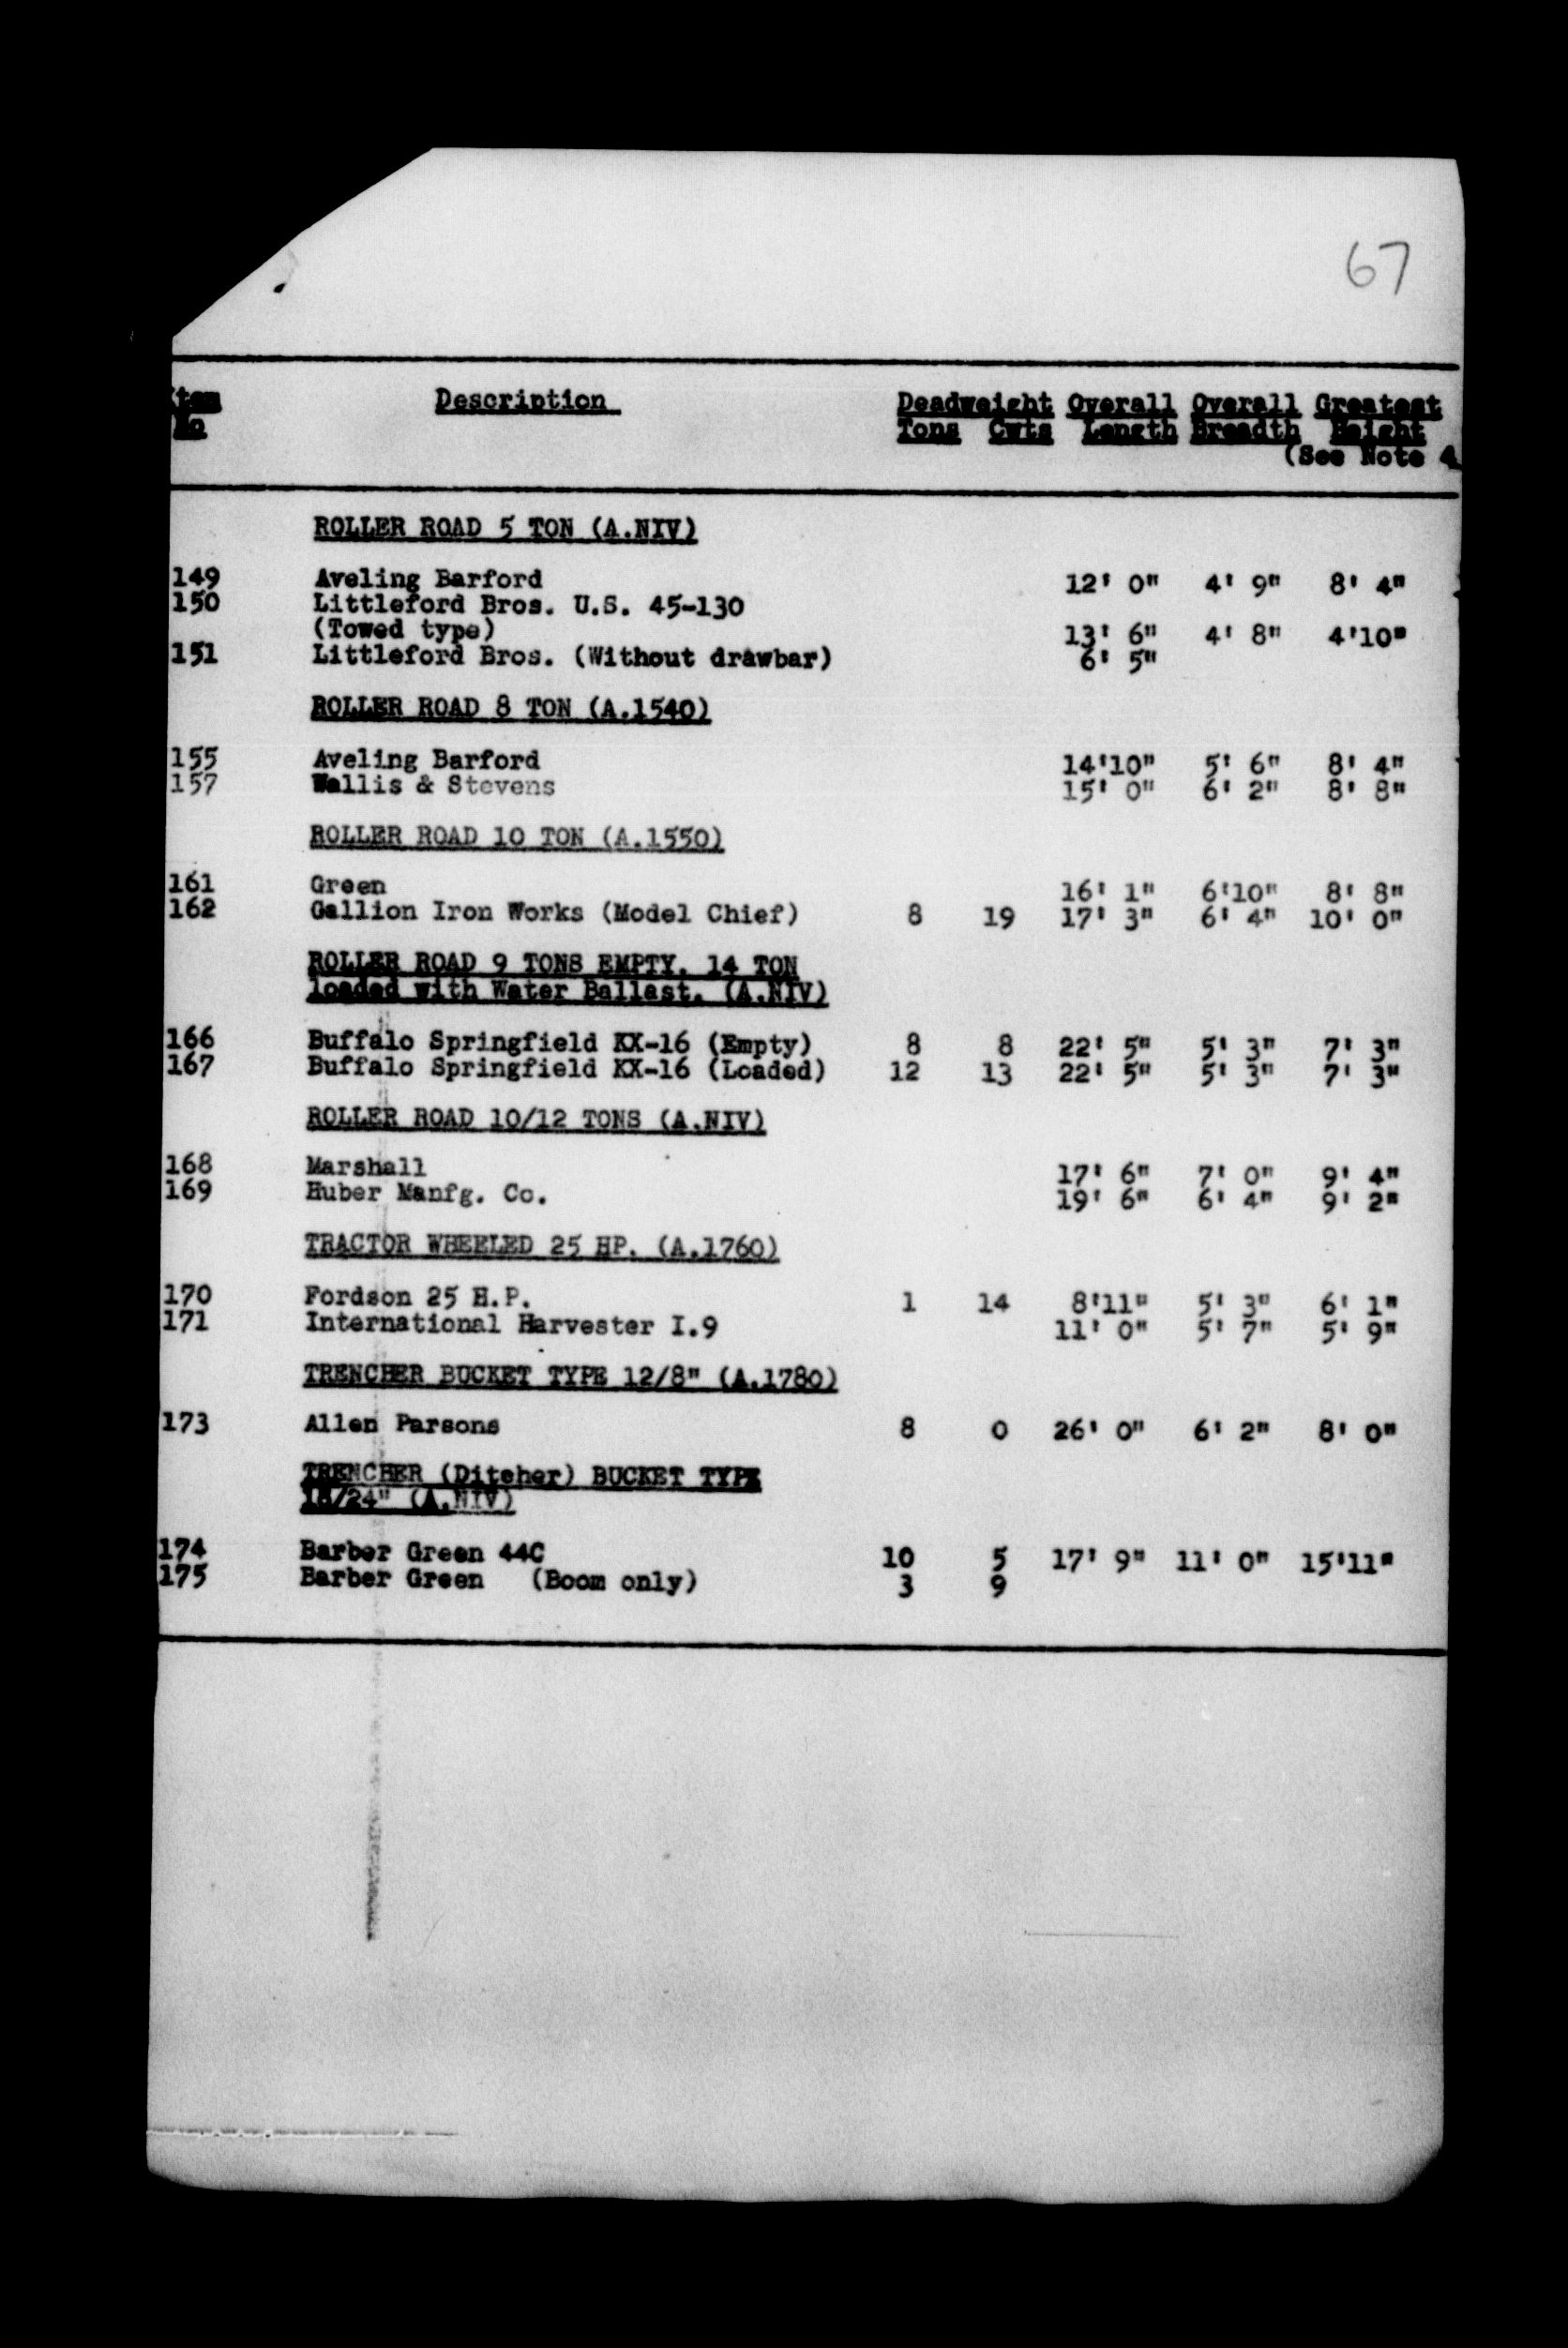 67
Item Description Deadweight Overall Overall Greatest
No Tons Cwts Length Breadth Height
(See Note 4
ROLLER ROAD 5 TON (A.NIV)
149 Aveling Barford 12' 0" 4' 9" 8' 4"
150 Littleford Bros. U.S. 45-130
(Towed type) 13' 6" 4' 8" 4'10"
151 Littleford Bros. (Without drawbar) 6' 5"
ROLLER ROAD 8 TON (A.1540)
155 Aveling Barford 14'10" 5' 6" 8' 4"
157 Wallis & Stevens 15' 0" 6' 2" 8' 8"
ROLLER ROAD 10 TON (A.1550)
161 Green 16' 1" 6'10" 8' 8"
162 Gallion Iron Works (Model Chief) 8 19 17' 3" 6' 4" 10' 0"
ROLLER ROAD 9 TONS EMPTY. 14 TON
loaded with Water Ballast. (A.NIV)
166 Buffalo Springfield KX-16 (Empty) 8 8 22' 5" 5' 3" 7' 3"
167 Buffalo Springfield KX-16 (Loaded) 12 13 22' 5" 5' 3" 7' 3"
ROLLER ROAD 10/12 TONS (A.NIV)
168 Marshall 17' 6" 7' 0" 9' 4"
169 Huber Manfg. Co. 19' 6" 6' 4" 9' 2"
TRACTOR WHEELED 25 HP. (A.1760)
170 Fordson 25 H.P. 1 14 8'11" 5' 3" 6' 1"
171 International Harvester I.9 11' 0" 5' 7" 5' 9"
TRENCHER BUCKET TYPE 12/8" (A.1780)
173 Allen Parsons 8 0 26' 0" 6' 2" 8' 0"
TRENCHER (Ditcher) BUCKET TYPE
18/24" (A.NIV)
174 Barber Green 44C 10 5 17' 9" 11' 0" 15'11"
175 Barber Green (Boom only) 3 9